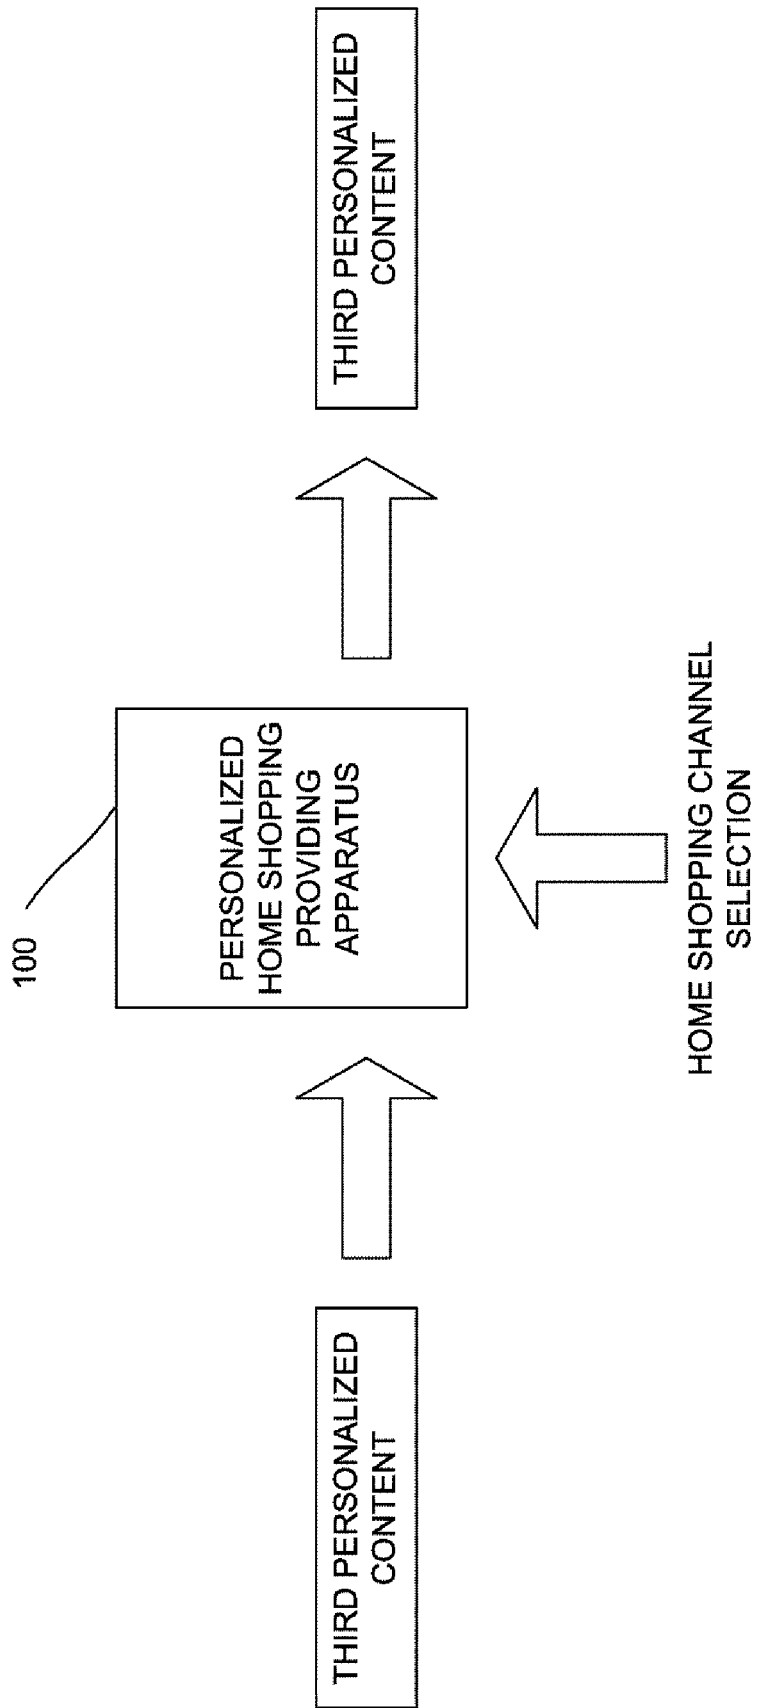 100
THIRD PERSONALIZED
CONTENT
PERSONALIZED
HOME SHOPPING
PROVIDING
APPARATUS
THIRD PERSONALIZED
CONTENT
HOME SHOPPING CHANNEL
SELECTION